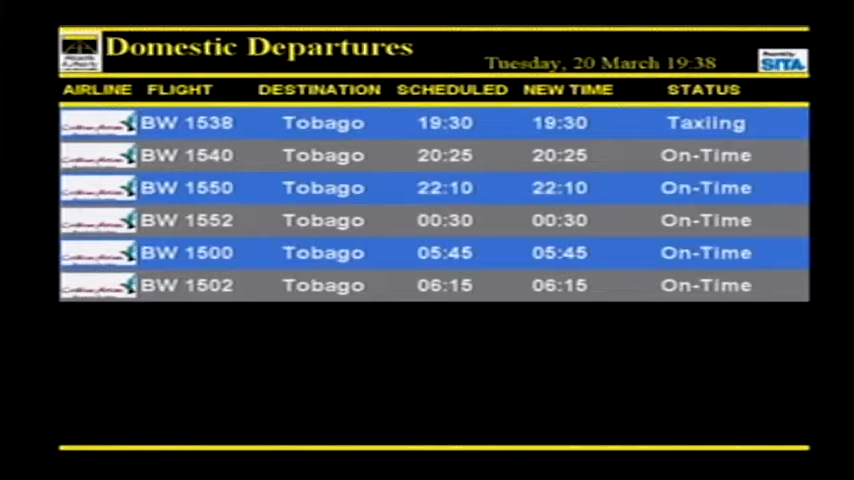 Domestic Departures
Tuesday, 20 March 19:38
SITA
AIRLINE FLIGHT DESTINATION SCHEDULED NEW TIME STATUS
BW 1538 Tobago 19:30 19:30 Taxiing
BW 1540 Tobago 20:25 20:25 On-Time
BW 1550 Tobago 22:10 22:10 On-Time
BW 1552 Tobago 00:30 00:30 On-Time
BW 1500 Tobago 05:45 05:45 On-Time
BW 1502 Tobago 06:15 06:15 On-Time